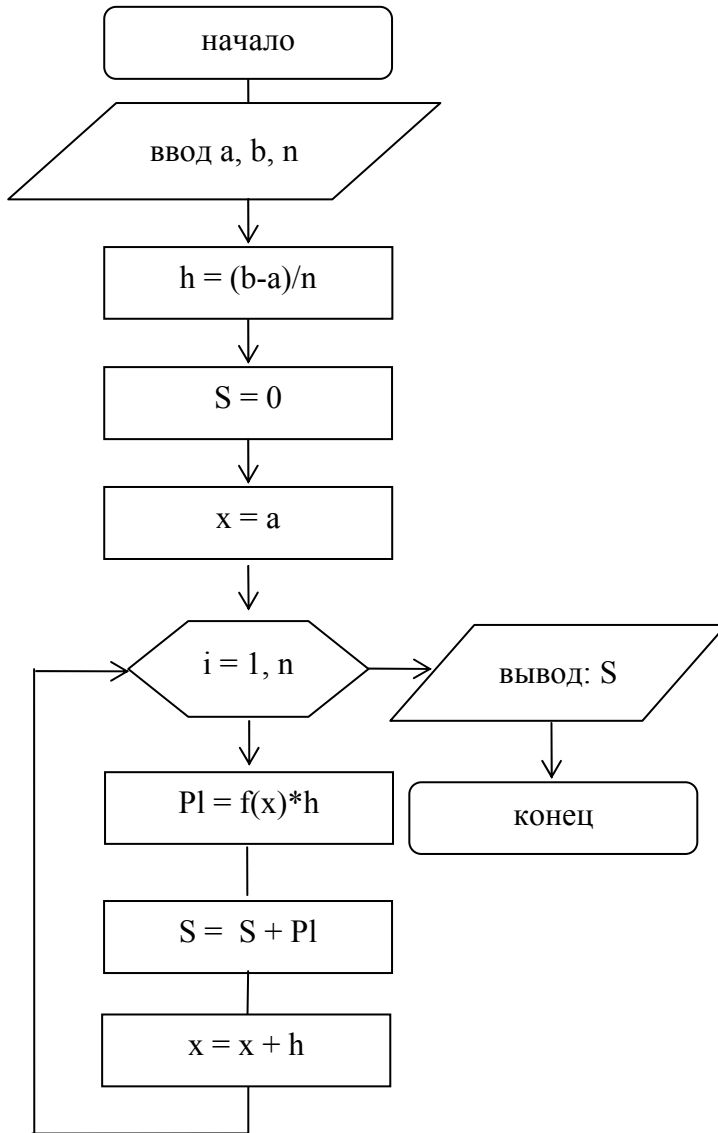 начало
ввод a, b, n
h = (b-a)/n
S = 0
x = a
i = 1, n
вывод: S
Pl = f(x)*h
конец
S = S + Pl
x = x + h